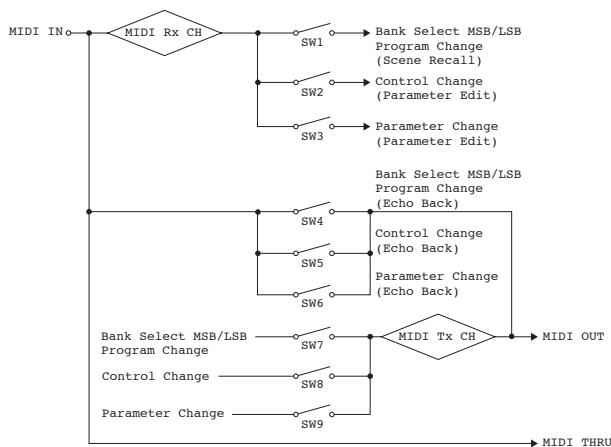 MIDI IN
MIDI Rx CH
SW1
Bank Select MSB/LSB
Program Change
(Scene Recall)
SW2
Control Change
(Parameter Edit)
SW3
Parameter Change
(Parameter Edit)
Bank Select MSB/LSB
Program Change
(Echo Back)
SW4
Control Change
(Echo Back)
SW5
Parameter Change
(Echo Back)
SW6
Bank Select MSB/LSB
Program Change
SW7
MIDI Tx CH
MIDI OUT
Control Change
SW8
Parameter Change
SW9
MIDI THRU